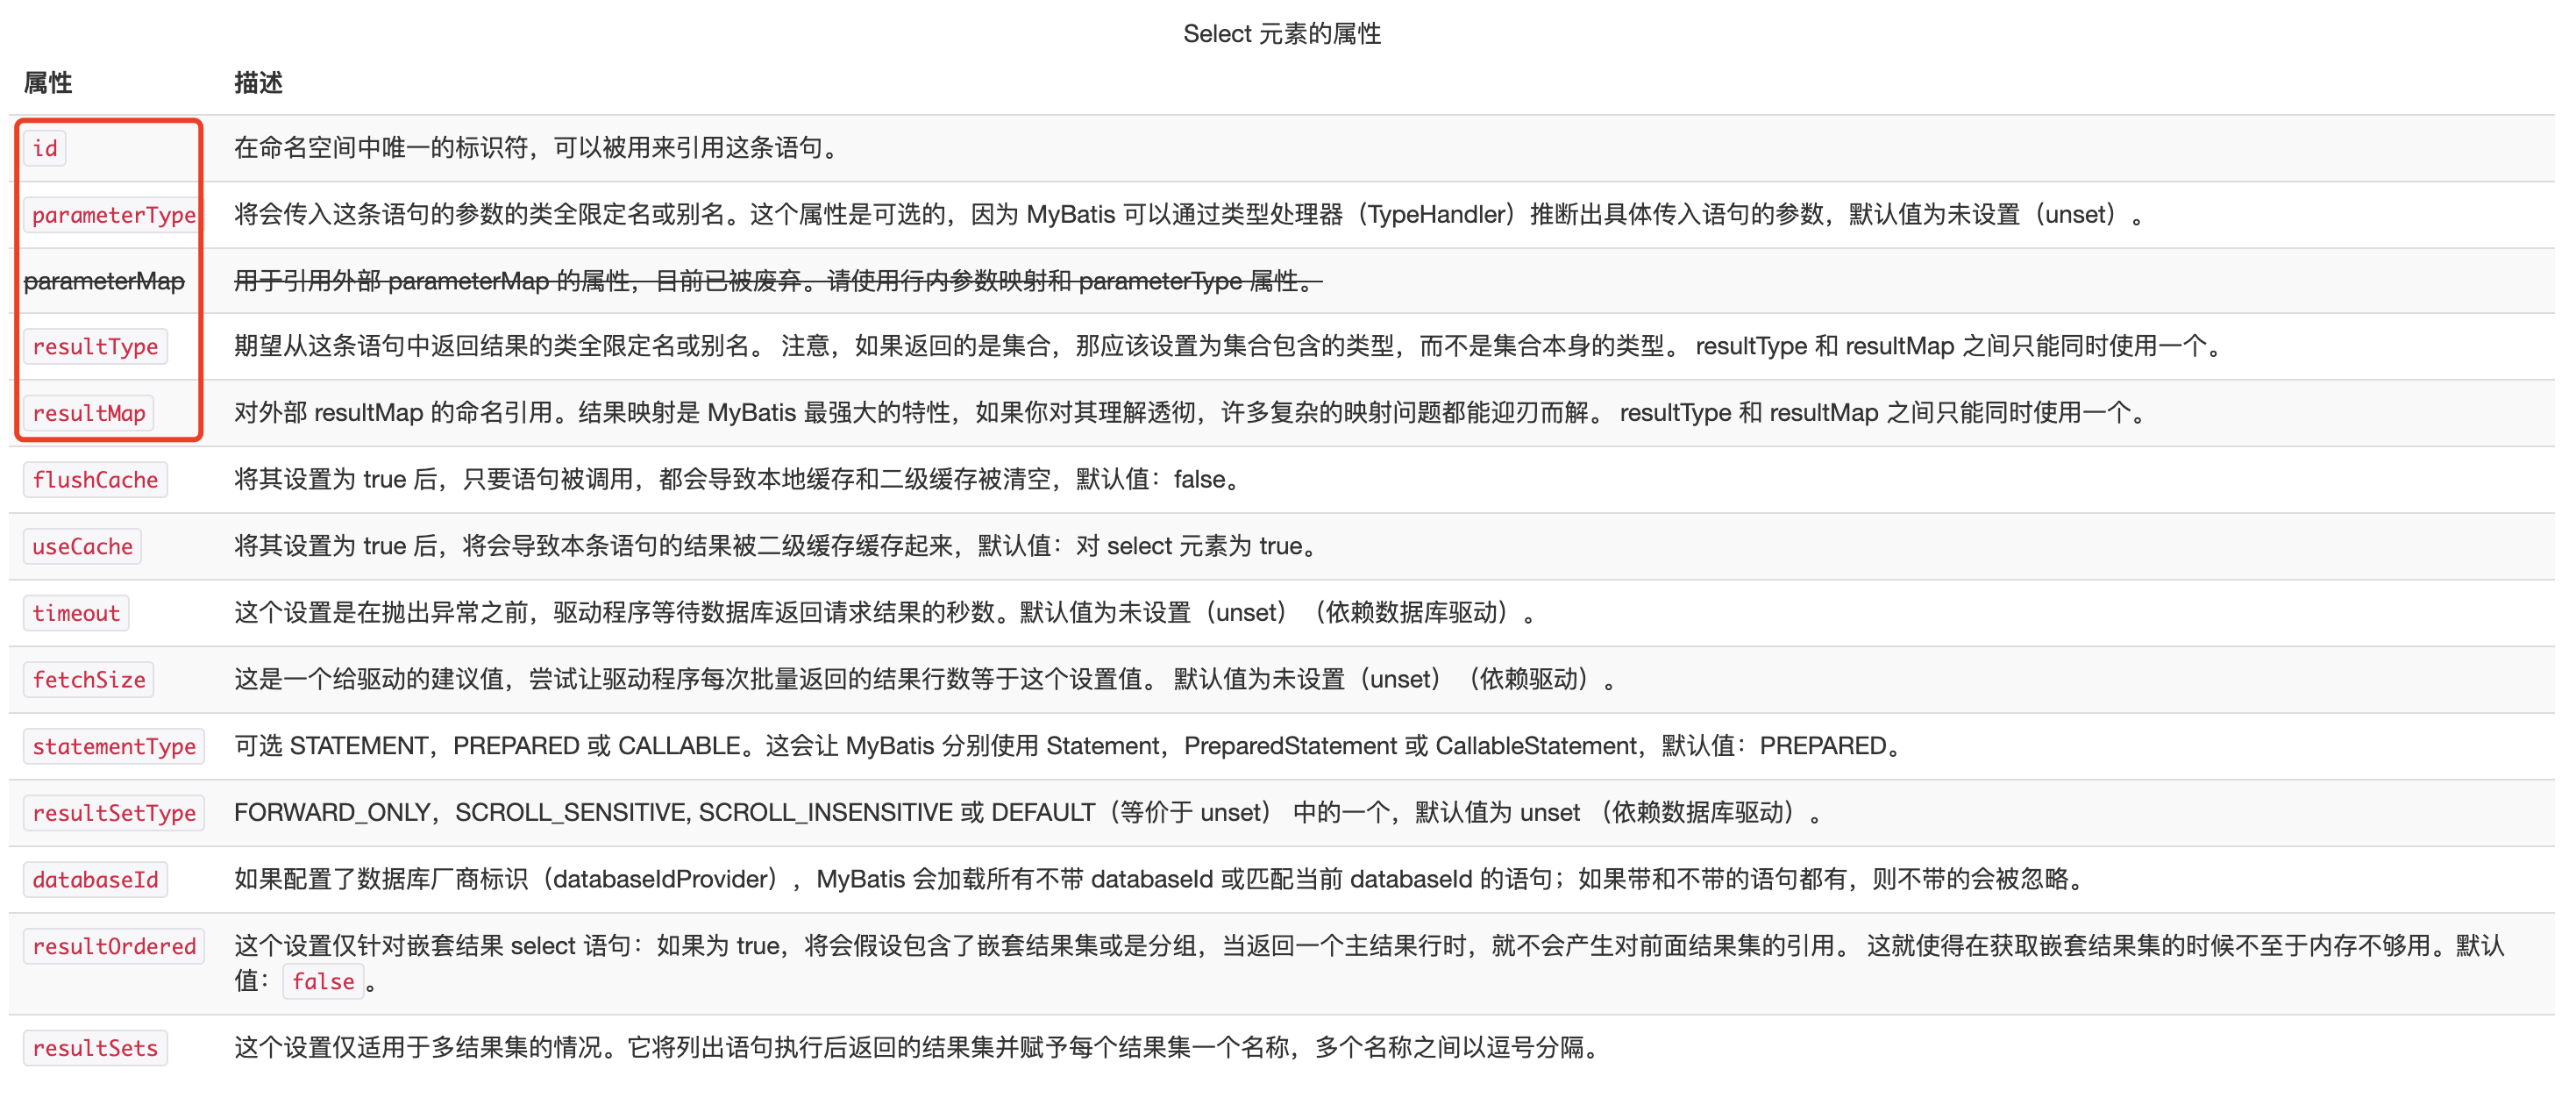 Select 元素的属性
属性 描述
id 在命名空间中唯一的标识符，可以被用来引用这条语句。
parameterType 将会传入这条语句的参数的类全限定名或别名。这个属性是可选的，因为 MyBatis 可以通过类型处理器（TypeHandler）推断出具体传入语句的参数，默认值为未设置（unset）。
parameterMap 用于引用外部 parameterMap 的属性，目前已被废弃。请使用行内参数映射和 parameterType 属性。
resultType 期望从这条语句中返回结果的类全限定名或别名。 注意，如果返回的是集合，那应该设置为集合包含的类型，而不是集合本身的类型。 resultType 和 resultMap 之间只能同时使用一个。
resultMap 对外部 resultMap 的命名引用。结果映射是 MyBatis 最强大的特性，如果你对其理解透彻，许多复杂的映射问题都能迎刃而解。 resultType 和 resultMap 之间只能同时使用一个。
flushCache 将其设置为 true 后，只要语句被调用，都会导致本地缓存和二级缓存被清空，默认值：false。
useCache 将其设置为 true 后，将会导致本条语句的结果被二级缓存缓存起来，默认值：对 select 元素为 true。
timeout 这个设置是在抛出异常之前，驱动程序等待数据库返回请求结果的秒数。默认值为未设置（unset）（依赖数据库驱动）。
fetchSize 这是一个给驱动的建议值，尝试让驱动程序每次批量返回的结果行数等于这个设置值。 默认值为未设置（unset）（依赖驱动）。
statementType 可选 STATEMENT，PREPARED 或 CALLABLE。这会让 MyBatis 分别使用 Statement，PreparedStatement 或 CallableStatement，默认值：PREPARED。
resultSetType FORWARD_ONLY，SCROLL_SENSITIVE, SCROLL_INSENSITIVE 或 DEFAULT（等价于 unset） 中的一个，默认值为 unset （依赖数据库驱动）。
databaseId 如果配置了数据库厂商标识（databaseIdProvider），MyBatis 会加载所有不带 databaseId 或匹配当前 databaseId 的语句；如果带和不带的语句都有，则不带的会被忽略。
resultOrdered 这个设置仅针对嵌套结果 select 语句：如果为 true，将会假设包含了嵌套结果集或是分组，当返回一个主结果行时，就不会产生对前面结果集的引用。 这就使得在获取嵌套结果集的时候不至于内存不够用。默认
值：false。
resultSets 这个设置仅适用于多结果集的情况。它将列出语句执行后返回的结果集并赋予每个结果集一个名称，多个名称之间以逗号分隔。